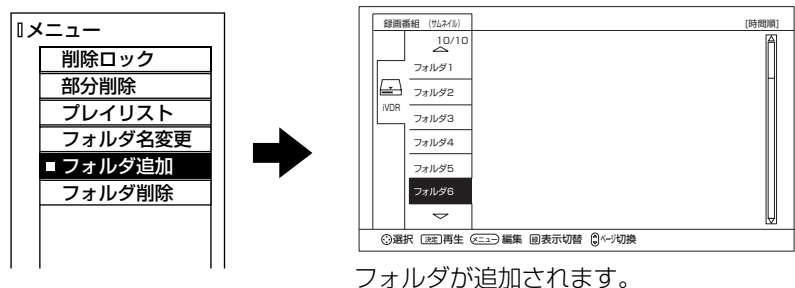 メニュー
削除ロック
部分削除
プレイリスト
フォルダ名変更
フォルダ追加
フォルダ削除
録画番組 (サムネイル) [時間順]
10/10
フォルダ1
フォルダ2
iVDR
フォルダ3
フォルダ4
フォルダ5
フォルダ6
選択 決定 再生 メニュー 編集 緑 表示切替 ページ切換
フォルダが追加されます。